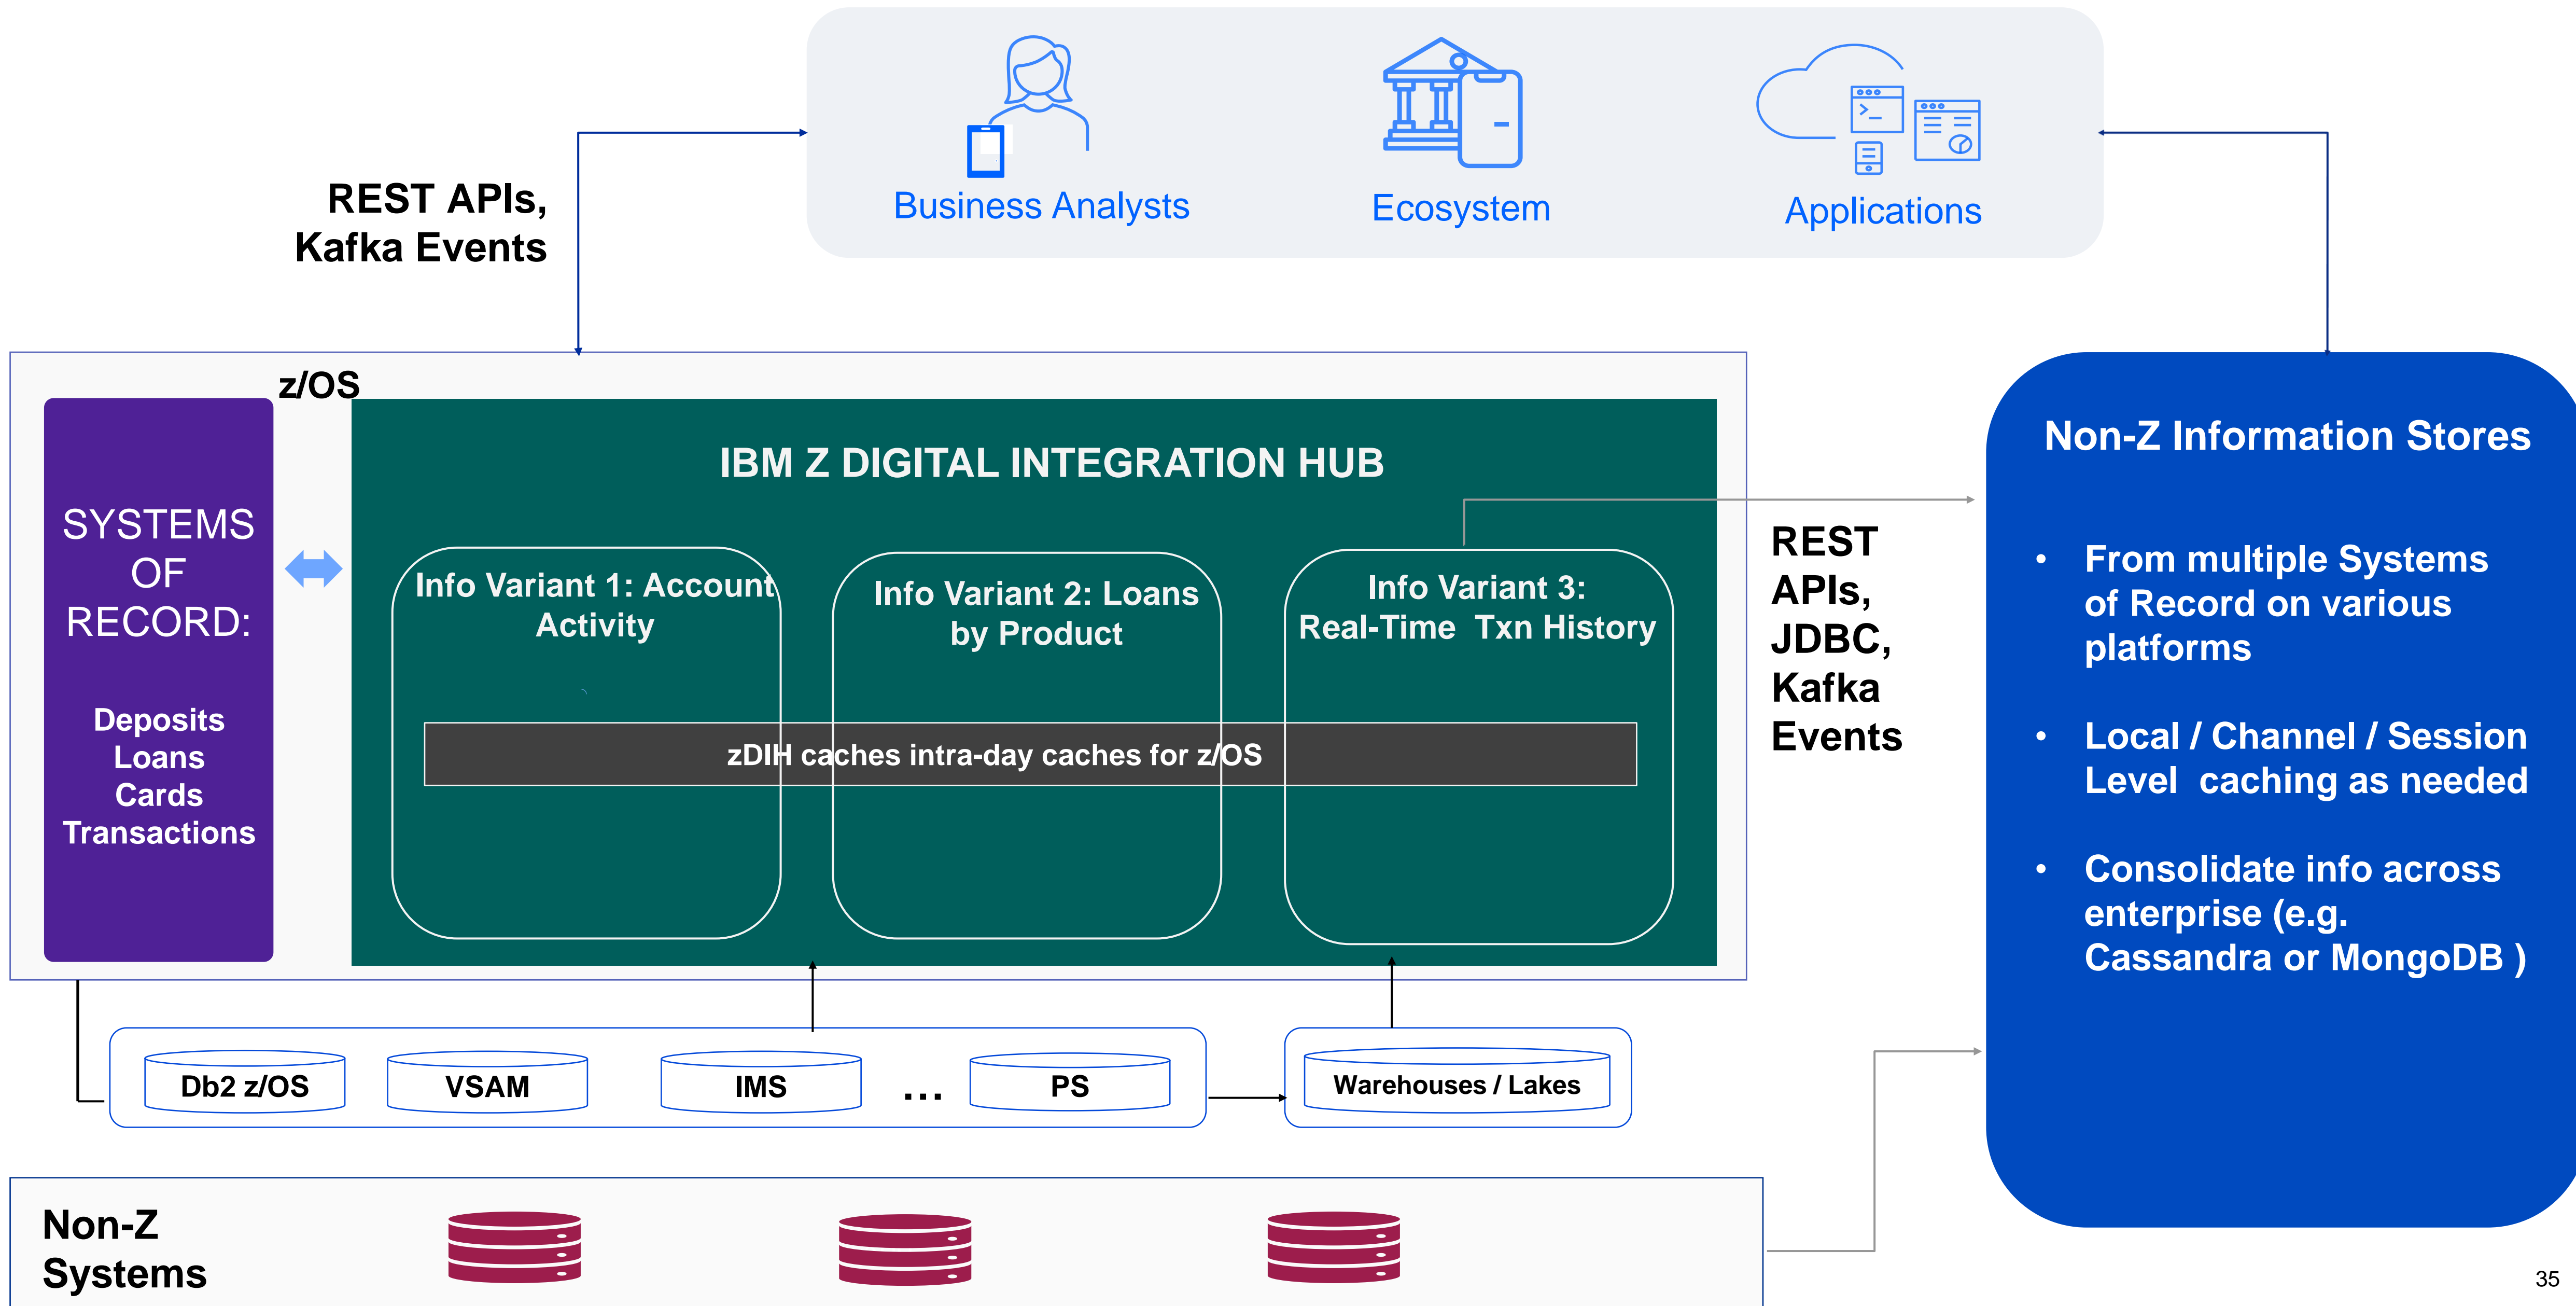 Business Analysts
Ecosystem
Applications
REST APIs,
Kafka Events
z/OS
SYSTEMS
OF
RECORD:
Deposits
Loans
Cards
Transactions
IBM Z DIGITAL INTEGRATION HUB
Info Variant 1: Account
Activity
Info Variant 2: Loans
by Product
Info Variant 3:
Real-Time  Txn History
zDIH caches intra-day caches for z/OS
REST
APIs,
JDBC,
Kafka
Events
Non-Z Information Stores
• From multiple Systems
of Record on various
platforms
• Local / Channel / Session
Level  caching as needed
• Consolidate info across
enterprise (e.g.
Cassandra or MongoDB )
Db2 z/OS
VSAM
IMS
...
PS
Warehouses / Lakes
Non-Z
Systems
35